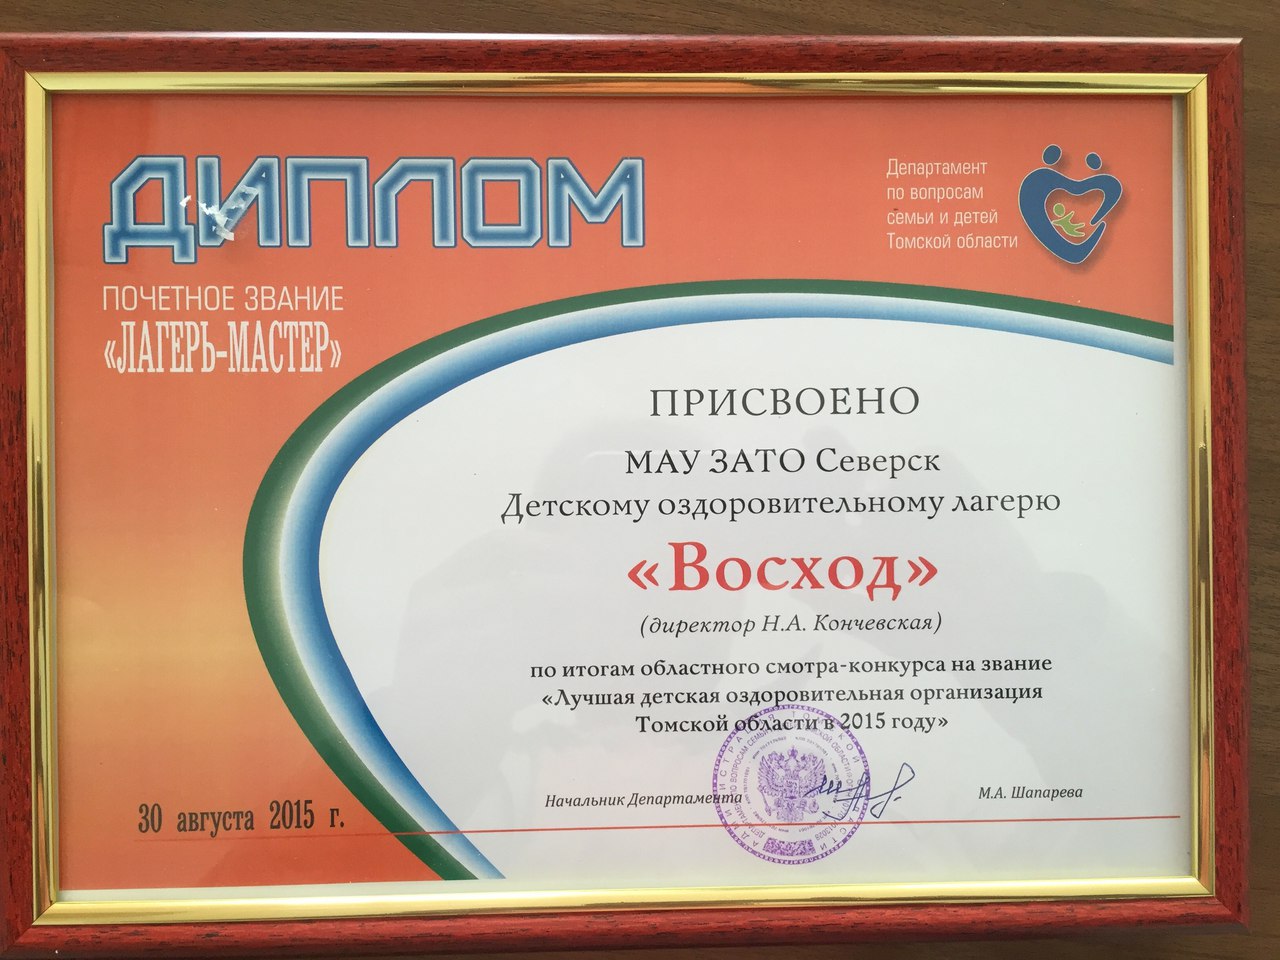 ДИПЛОМ
Департамент
по вопросам
семьи и детей
Томской области
ПОЧЕТНОЕ ЗВАНИЕ
«ЛАГЕРЬ-МАСТЕР»
ПРИСВОЕНО
МАУ ЗАТО Северск
Детскому оздоровительному лагерю
«Восход»
(директор Н.А. Кончевская)
по итогам областного смотра-конкурса на звание
«Лучшая детская оздоровительная организация
Томской области в 2015 году»
Начальник Департамента
М.А. Шапарева
30 августа 2015 г.